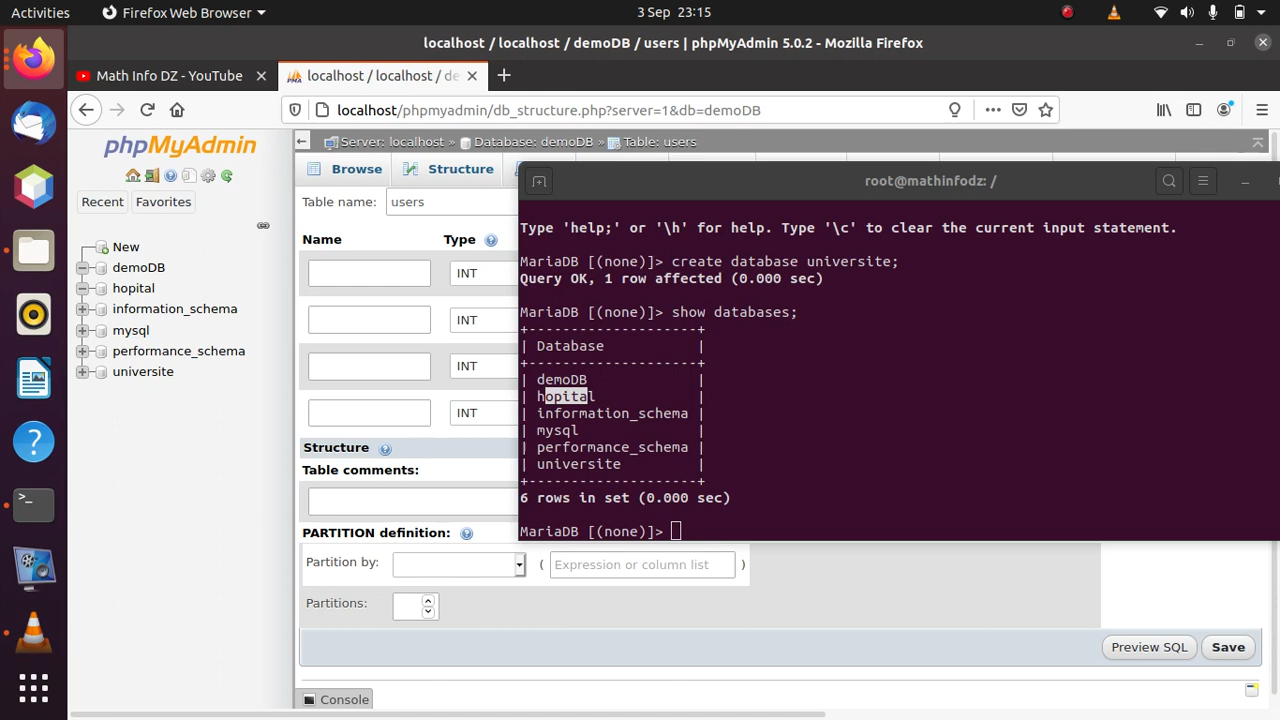 Activities
Firefox Web Browser
3 Sep 23:15
localhost / localhost / demoDB / users | phpMyAdmin 5.0.2 - Mozilla Firefox
Math Info DZ - YouTube
localhost / localhost / de
localhost/phpmyadmin/db_structure.php?server=1&db=demoDB
phpMyAdmin
Recent
Favorites
New
demoDB
hopital
information_schema
mysql
performance_schema
universite
Server: localhost » Database: demoDB » Table: users
Browse
Structure
Table name:
users
Name
Type
INT
INT
INT
INT
Structure
Table comments:
PARTITION definition:
Partition by:
( Expression or column list )
Partitions:
Preview SQL
Save
Console
root@mathinfodz: /
Type 'help;' or '\h' for help. Type '\c' to clear the current input statement.
MariaDB [(none)]> create database universite;
Query OK, 1 row affected (0.000 sec)
MariaDB [(none)]> show databases;
+--------------------+
| Database           |
+--------------------+
| demoDB             |
| hopital            |
| information_schema |
| mysql              |
| performance_schema |
| universite         |
+--------------------+
6 rows in set (0.000 sec)
MariaDB [(none)]>